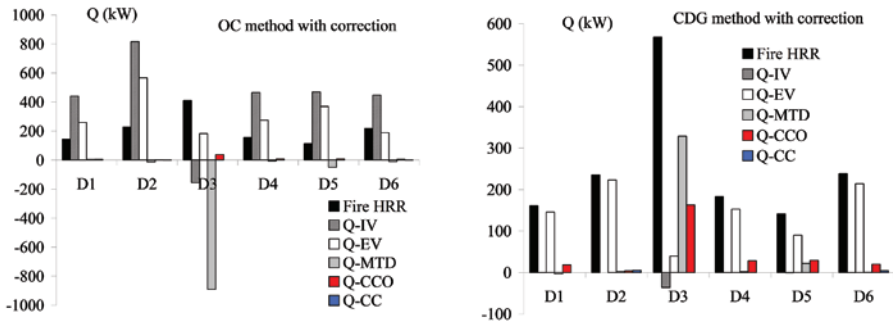 Q (kW)
OC method with correction
1000
800
600
400
200
0
-200
-400
-600
-800
-1000
D1
D2
D3
D4
D5
D6
Fire HRR
Q-IV
Q-EV
Q-MTD
Q-CCO
Q-CC
Q (kW)
CDG method with correction
600
500
400
300
200
100
0
-100
Fire HRR
Q-IV
Q-EV
Q-MTD
Q-CCO
Q-CC
D1
D2
D3
D4
D5
D6